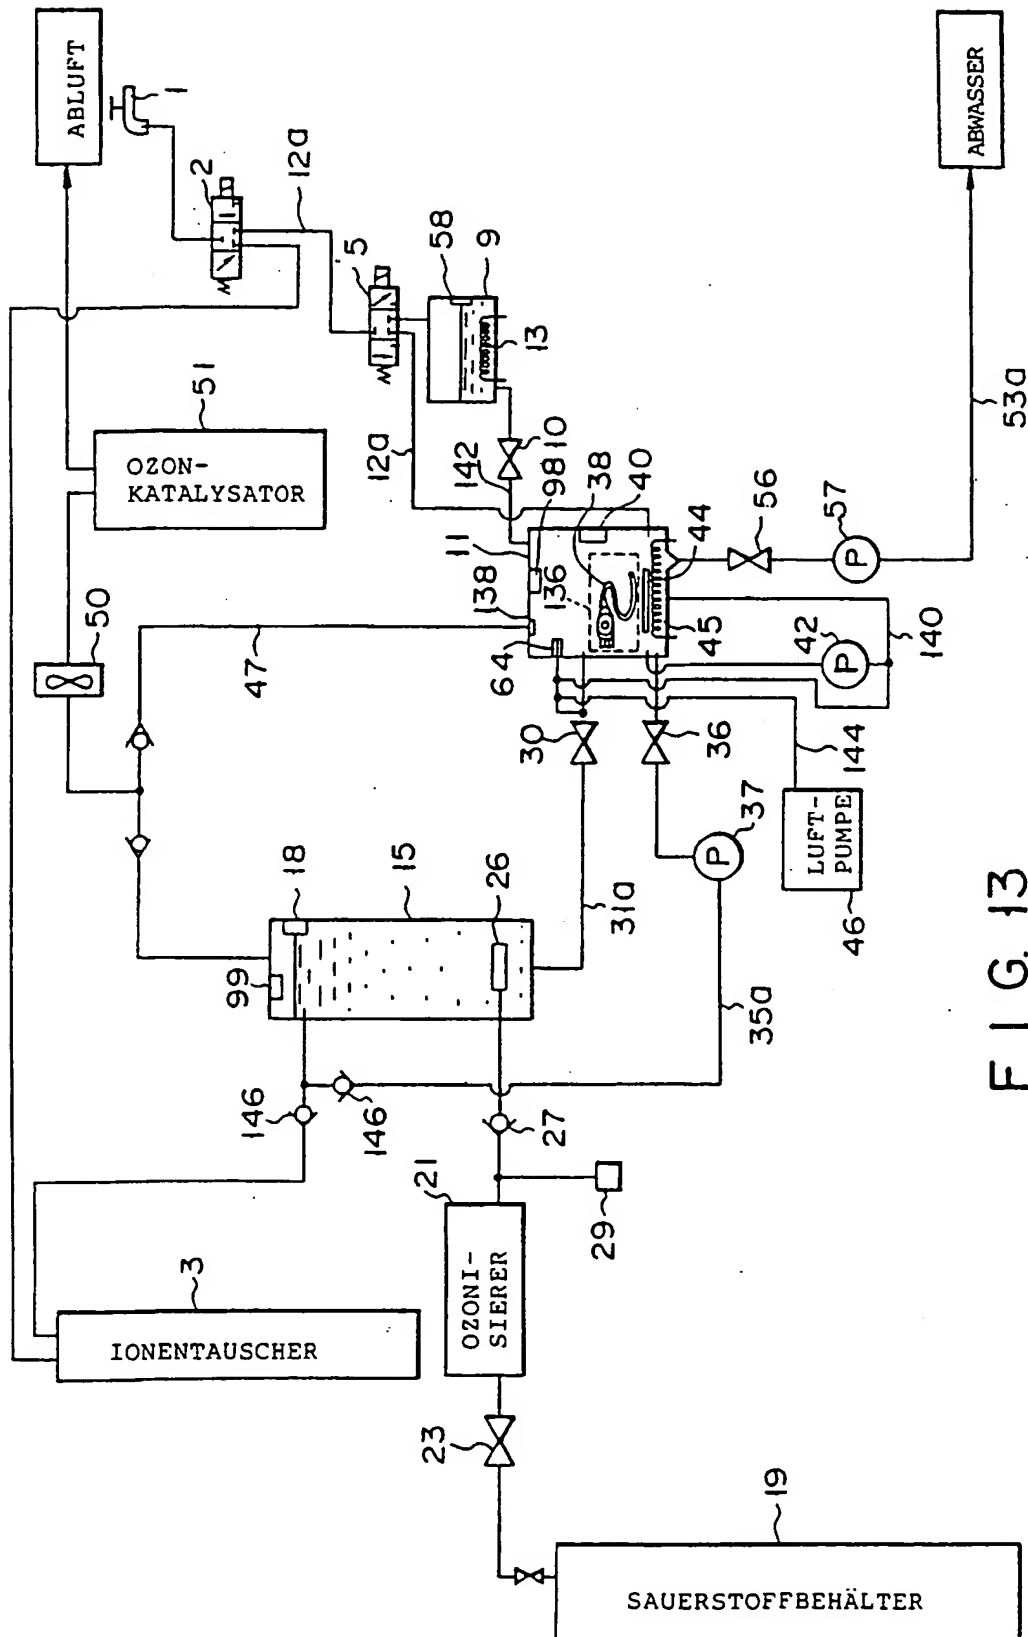 ABLUFT
1
2
12a
5
58
9
13
51
OZON-
KATALYSATOR
12a
142
10
11
98
38
40
138
136
64
50
47
44
45
56
57
P
53a
ABWASSER
42
P
140
30
36
144
37
P
LUFT-
PUMPE
46
18
15
26
99
31a
35a
146
146
27
21
29
OZONI-
SIERER
3
IONENTAUSCHER
23
19
SAUERSTOFFBEHÄLTER
FIG. 13